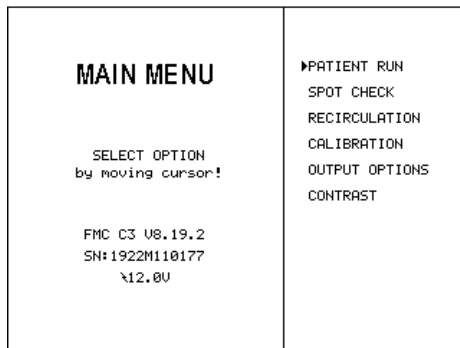 MAIN MENU
SELECT OPTION
by moving cursor!
FMC C3 V8.19.2
SN:1922M110177
12.0V
PATIENT RUN
SPOT CHECK
RECIRCULATION
CALIBRATION
OUTPUT OPTIONS
CONTRAST